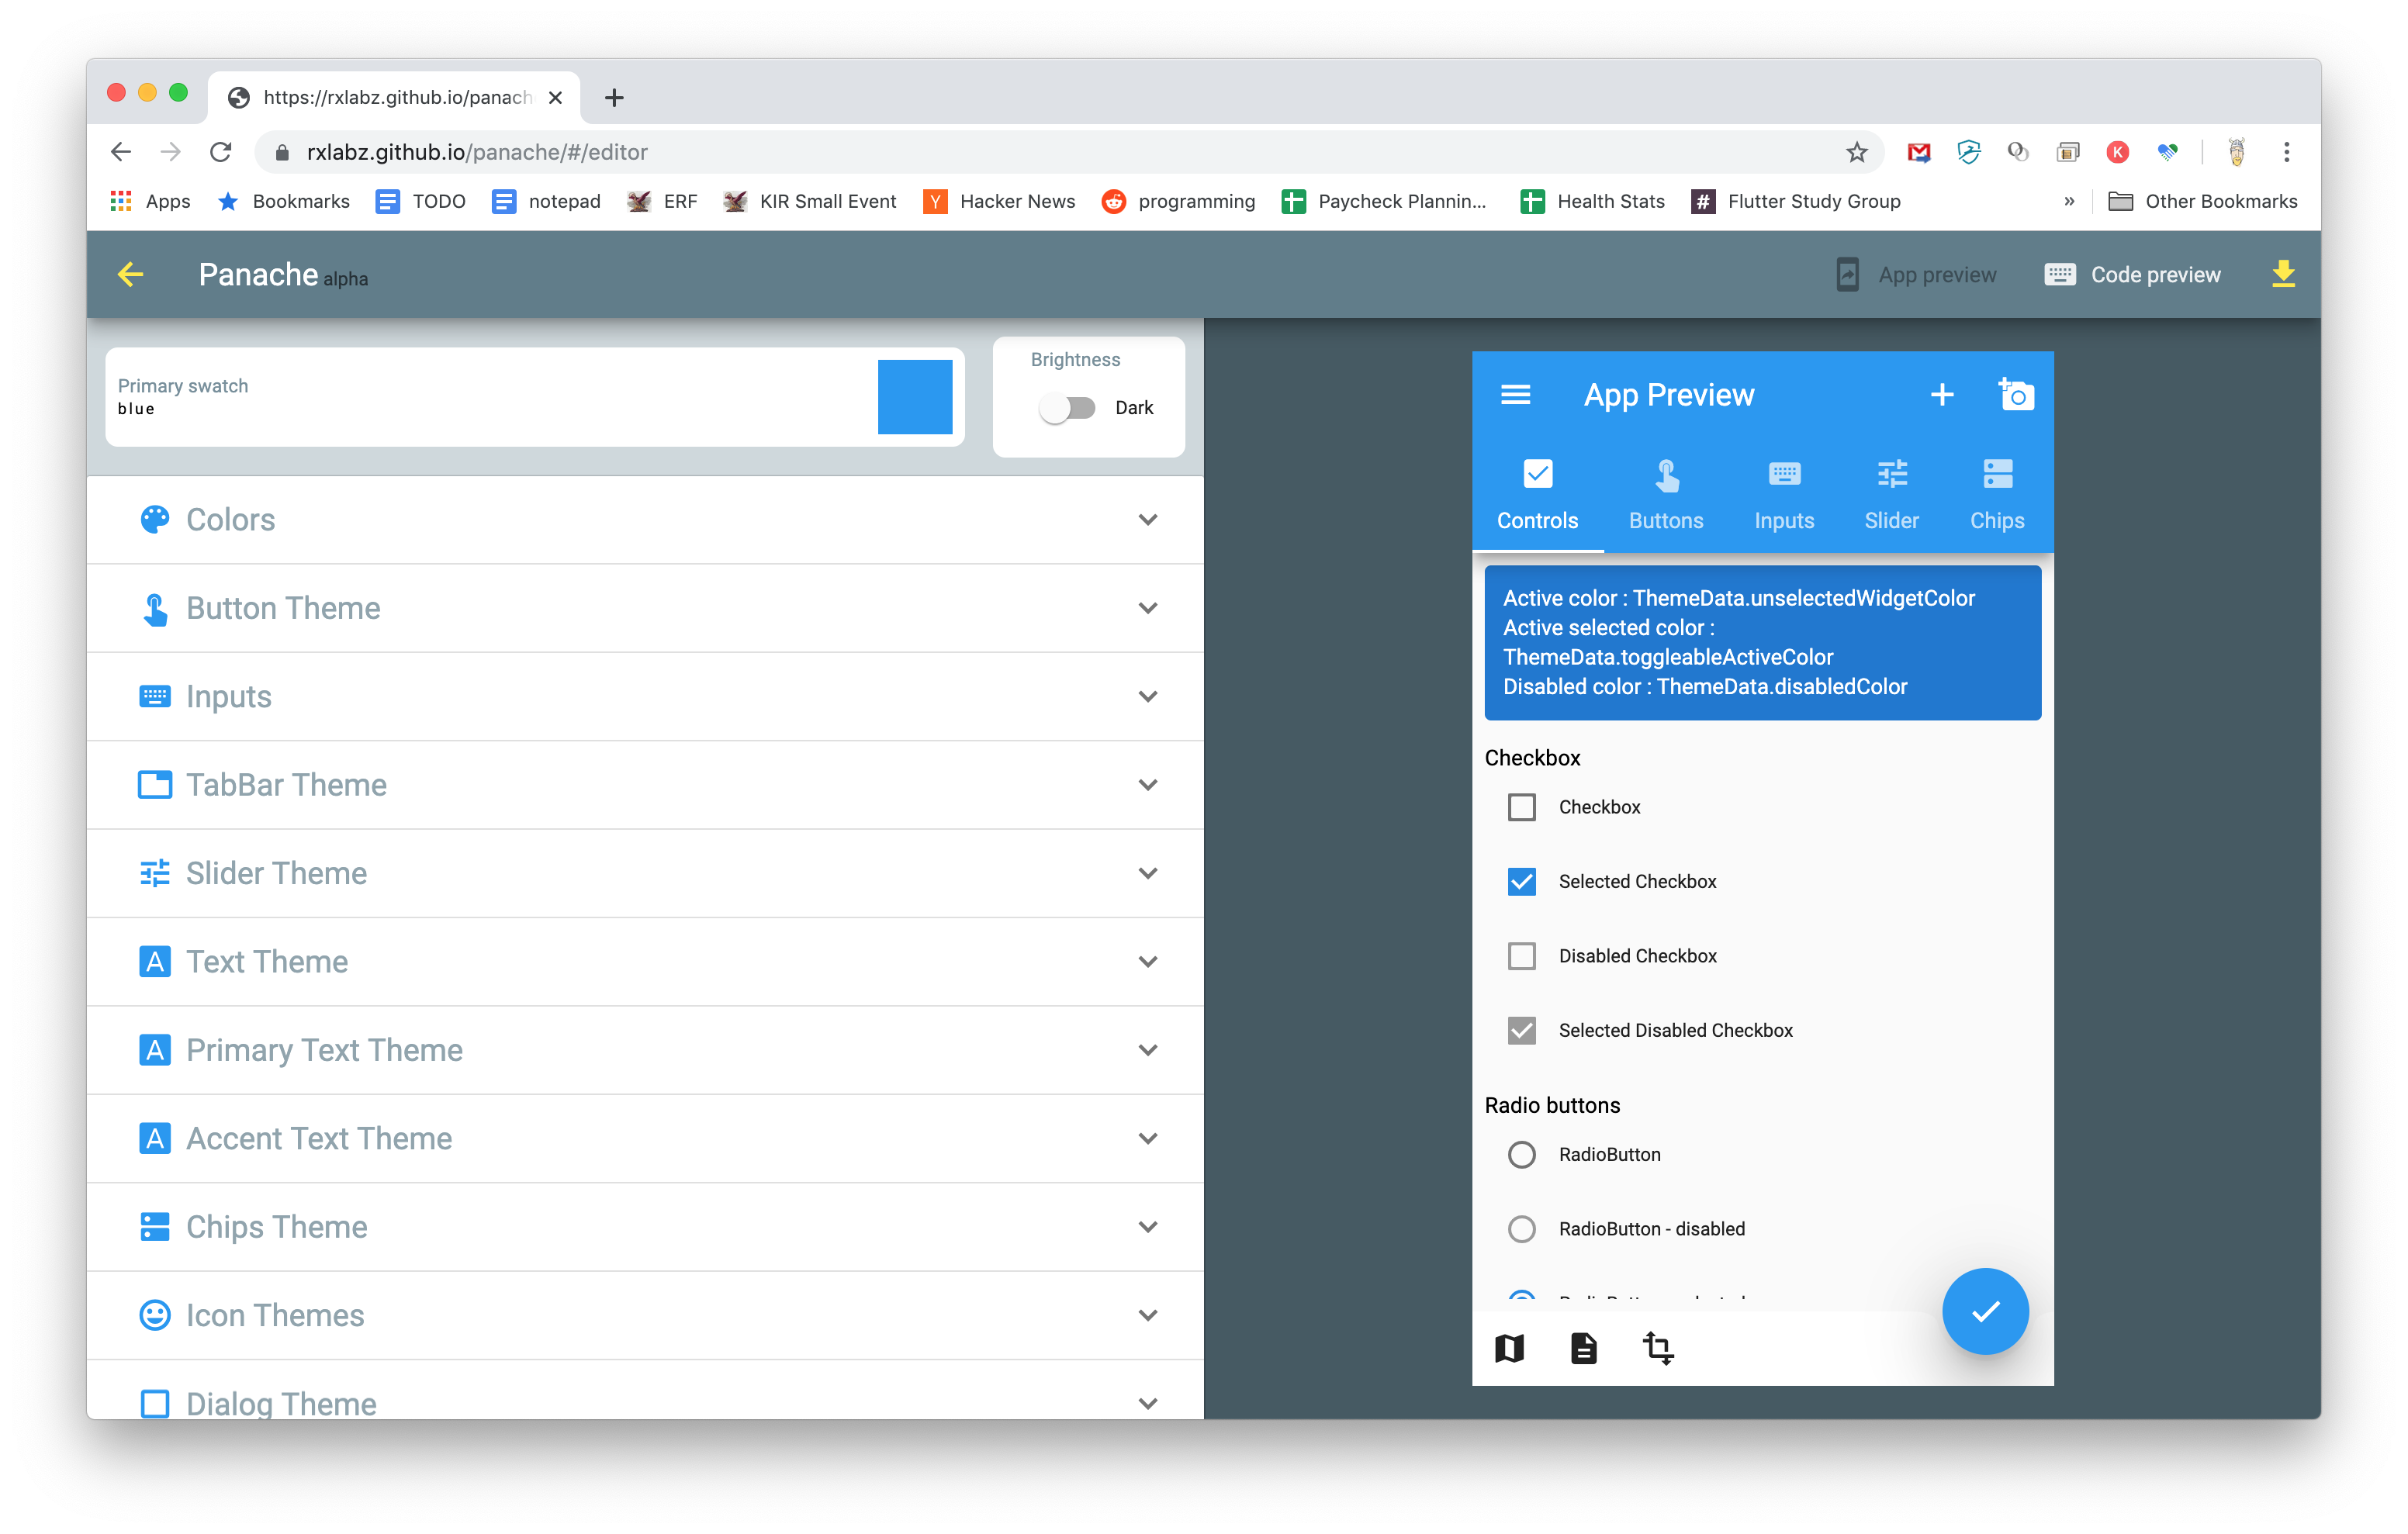 https://rxlabz.github.io/panach
rxlabz.github.io/panache/#/editor
Apps Bookmarks TODO notepad ERF KIR Small Event Hacker News programming Paycheck Plannin... Health Stats Flutter Study Group » Other Bookmarks
Panache alpha App preview Code preview
Primary swatch
blue
Brightness
Dark
Colors
Button Theme
Inputs
TabBar Theme
Slider Theme
Text Theme
Primary Text Theme
Accent Text Theme
Chips Theme
Icon Themes
Dialog Theme
App Preview
Controls Buttons Inputs Slider Chips
Active color : ThemeData.unselectedWidgetColor
Active selected color :
ThemeData.toggleableActiveColor
Disabled color : ThemeData.disabledColor
Checkbox
Checkbox
Selected Checkbox
Disabled Checkbox
Selected Disabled Checkbox
Radio buttons
RadioButton
RadioButton - disabled